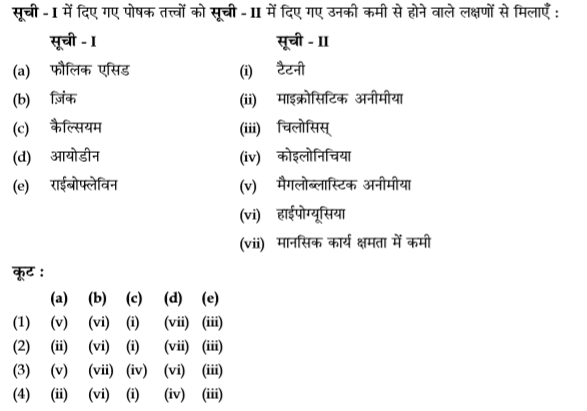 सूची - I में दिए गए पोषक तत्त्वों को सूची - II में दिए गए उनकी कमी से होने वाले लक्षणों से मिलाएँ :
सूची - I सूची - II
(a) फौलिक एसिड (i) टैटनी
(b) ज़िंक (ii) माइक्रोसिटिक अनीमीया
(c) कैल्सियम (iii) चिलोसिस्
(d) आयोडीन (iv) कोइलोनिचिया
(e) राईबोफ्लेविन (v) मैगलोब्लास्टिक अनीमीया
(vi) हाईपोग्यूसिया
(vii) मानसिक कार्य क्षमता में कमी
कूट :
(a) (b) (c) (d) (e)
(1) (v) (vi) (i) (vii) (iii)
(2) (ii) (vi) (i) (vii) (iii)
(3) (v) (vii) (iv) (vi) (iii)
(4) (ii) (vi) (i) (iv) (iii)